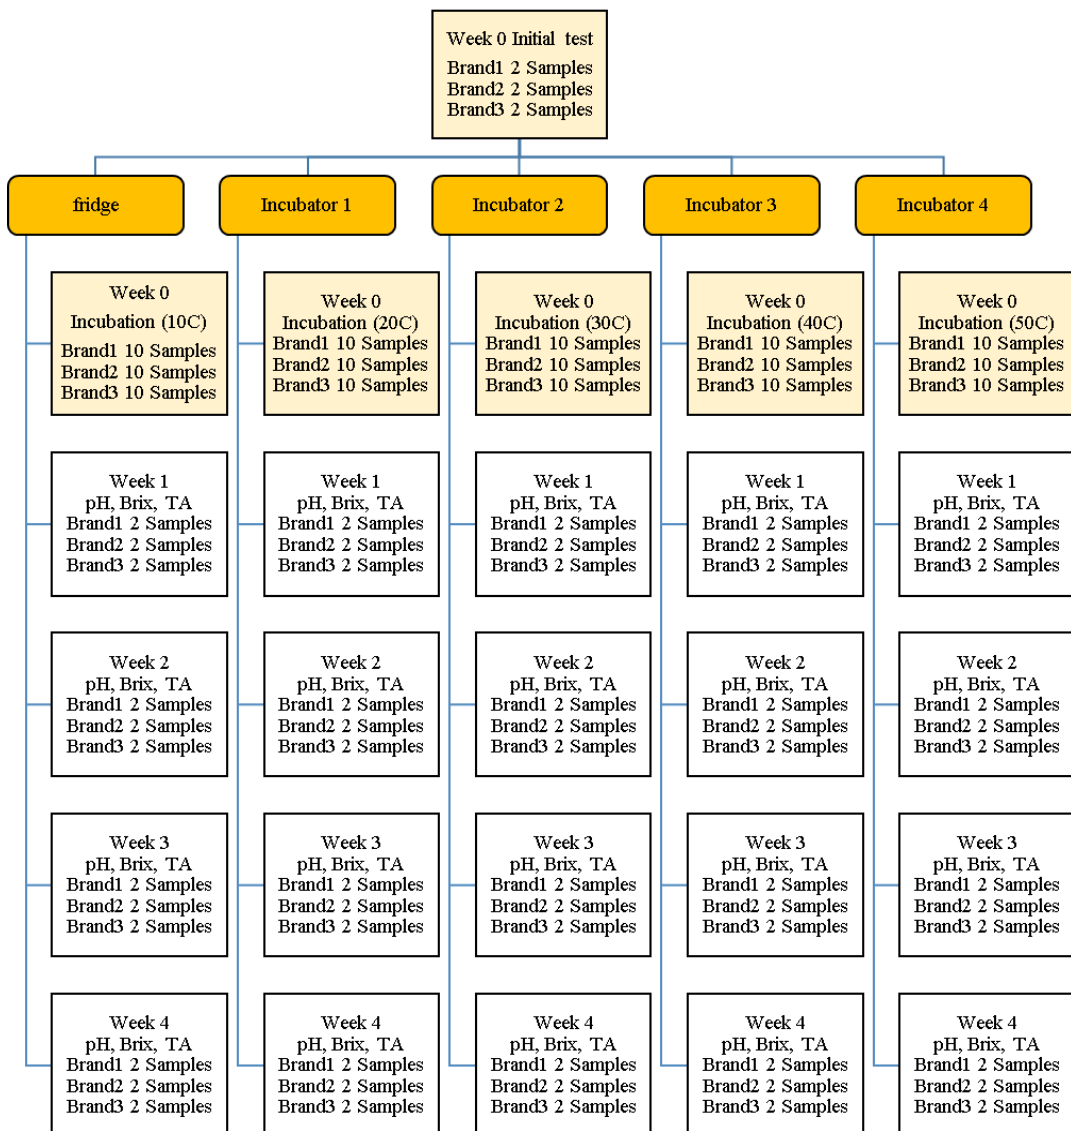 Week 0 Initial test
Brand1 2 Samples
Brand2 2 Samples
Brand3 2 Samples
fridge
Incubator 1
Incubator 2
Incubator 3
Incubator 4
Week 0
Incubation (10C)
Brand1 10 Samples
Brand2 10 Samples
Brand3 10 Samples
Week 0
Incubation (20C)
Brand1 10 Samples
Brand2 10 Samples
Brand3 10 Samples
Week 0
Incubation (30C)
Brand1 10 Samples
Brand2 10 Samples
Brand3 10 Samples
Week 0
Incubation (40C)
Brand1 10 Samples
Brand2 10 Samples
Brand3 10 Samples
Week 0
Incubation (50C)
Brand1 10 Samples
Brand2 10 Samples
Brand3 10 Samples
Week 1
pH, Brix, TA
Brand1 2 Samples
Brand2 2 Samples
Brand3 2 Samples
Week 1
pH, Brix, TA
Brand1 2 Samples
Brand2 2 Samples
Brand3 2 Samples
Week 1
pH, Brix, TA
Brand1 2 Samples
Brand2 2 Samples
Brand3 2 Samples
Week 1
pH, Brix, TA
Brand1 2 Samples
Brand2 2 Samples
Brand3 2 Samples
Week 1
pH, Brix, TA
Brand1 2 Samples
Brand2 2 Samples
Brand3 2 Samples
Week 2
pH, Brix, TA
Brand1 2 Samples
Brand2 2 Samples
Brand3 2 Samples
Week 2
pH, Brix, TA
Brand1 2 Samples
Brand2 2 Samples
Brand3 2 Samples
Week 2
pH, Brix, TA
Brand1 2 Samples
Brand2 2 Samples
Brand3 2 Samples
Week 2
pH, Brix, TA
Brand1 2 Samples
Brand2 2 Samples
Brand3 2 Samples
Week 2
pH, Brix, TA
Brand1 2 Samples
Brand2 2 Samples
Brand3 2 Samples
Week 3
pH, Brix, TA
Brand1 2 Samples
Brand2 2 Samples
Brand3 2 Samples
Week 3
pH, Brix, TA
Brand1 2 Samples
Brand2 2 Samples
Brand3 2 Samples
Week 3
pH, Brix, TA
Brand1 2 Samples
Brand2 2 Samples
Brand3 2 Samples
Week 3
pH, Brix, TA
Brand1 2 Samples
Brand2 2 Samples
Brand3 2 Samples
Week 3
pH, Brix, TA
Brand1 2 Samples
Brand2 2 Samples
Brand3 2 Samples
Week 4
pH, Brix, TA
Brand1 2 Samples
Brand2 2 Samples
Brand3 2 Samples
Week 4
pH, Brix, TA
Brand1 2 Samples
Brand2 2 Samples
Brand3 2 Samples
Week 4
pH, Brix, TA
Brand1 2 Samples
Brand2 2 Samples
Brand3 2 Samples
Week 4
pH, Brix, TA
Brand1 2 Samples
Brand2 2 Samples
Brand3 2 Samples
Week 4
pH, Brix, TA
Brand1 2 Samples
Brand2 2 Samples
Brand3 2 Samples